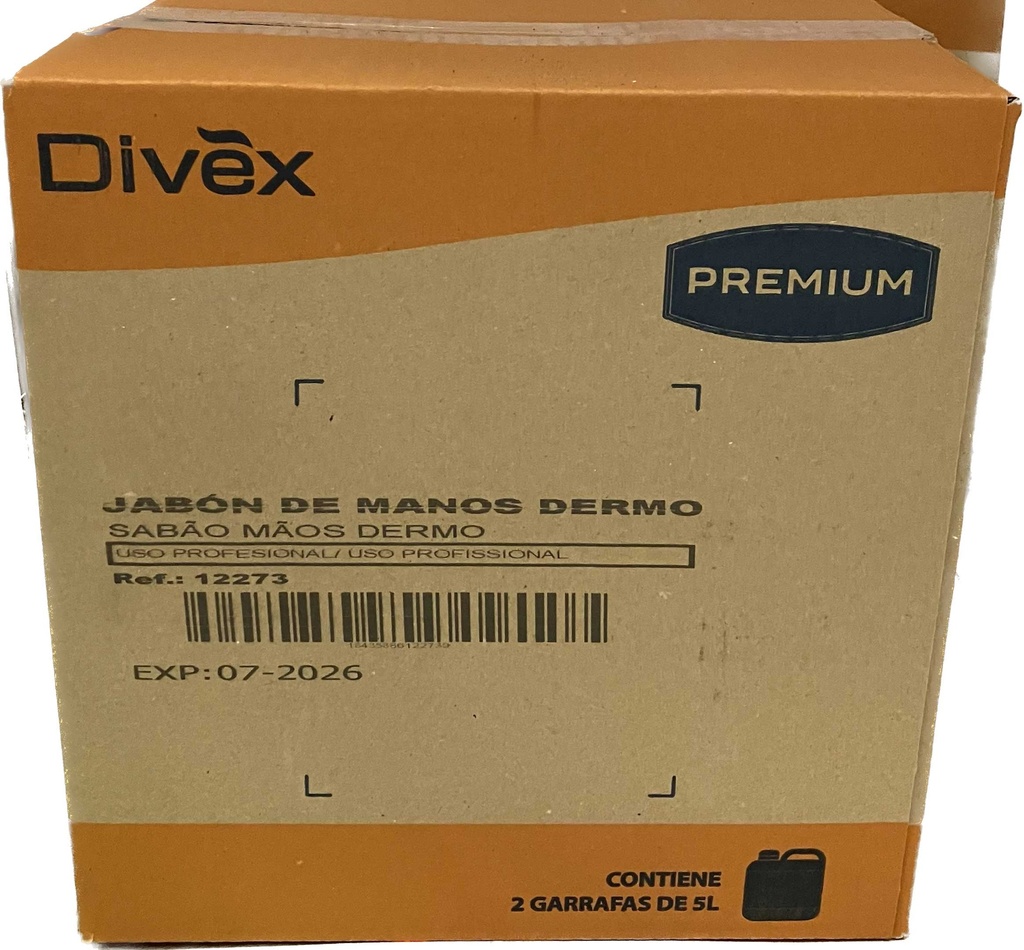 Divex
PREMIUM
JABÓN DE MANOS DERMO
SABÃO MÃOS DERMO
USO PROFESIONAL/ USO PROFISSIONAL
Ref.: 12273
EXP: 07-2026
CONTIENE
2 GARRAFAS DE 5L